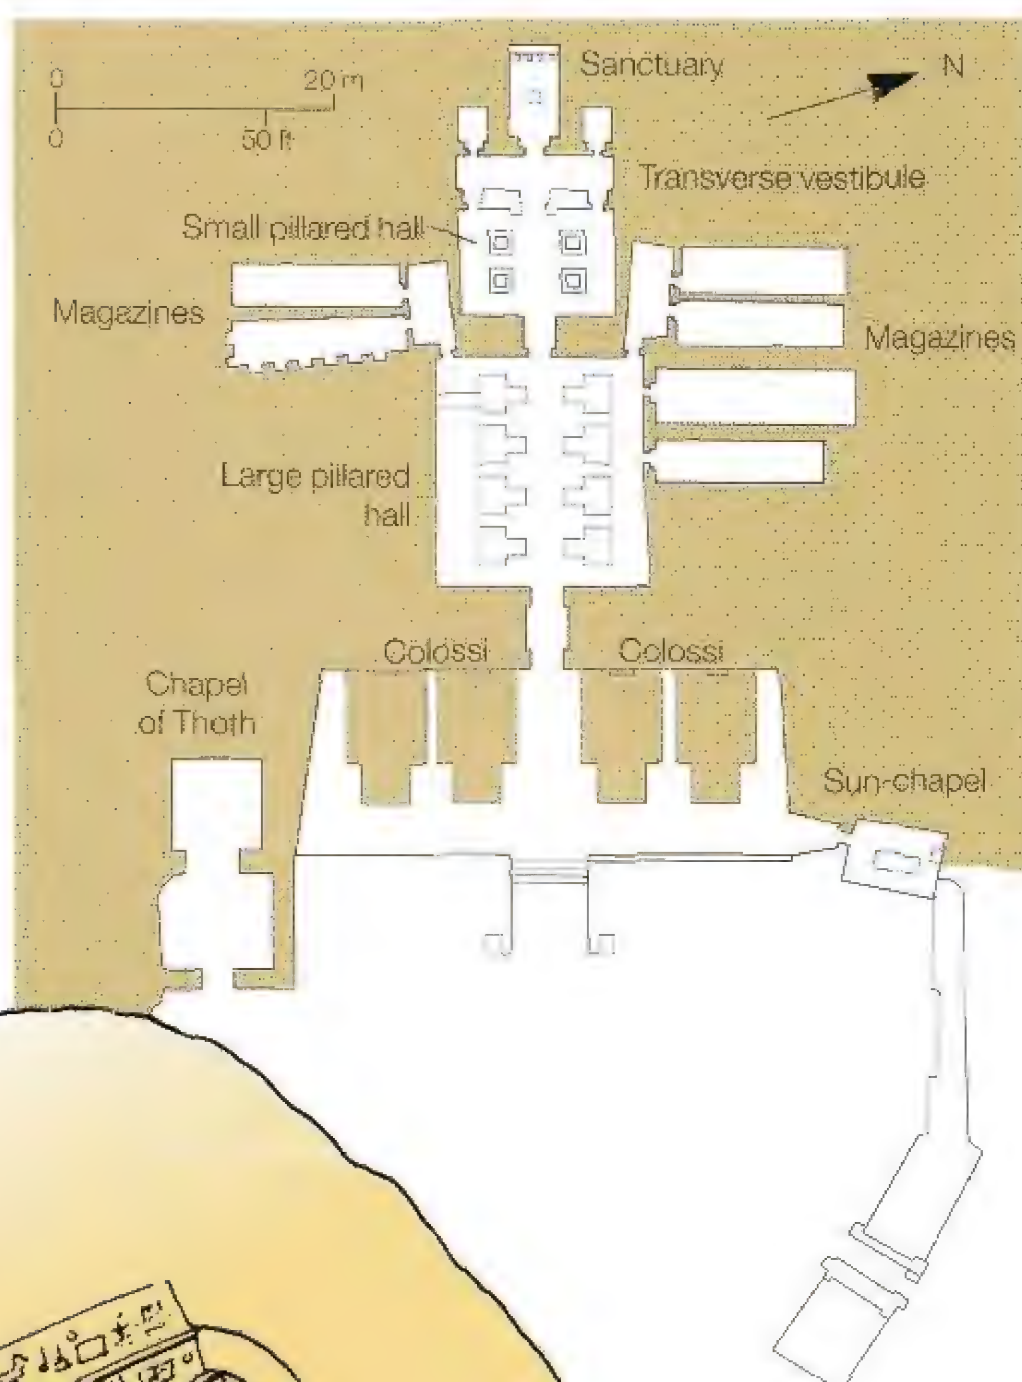 0 20 m
0 50 ft
Sanctuary
N
Transverse vestibule
Small pillared hall
Magazines
Magazines
Large pillared
hall
Colossi
Colossi
Chapel
of Thoth
Sun-chapel